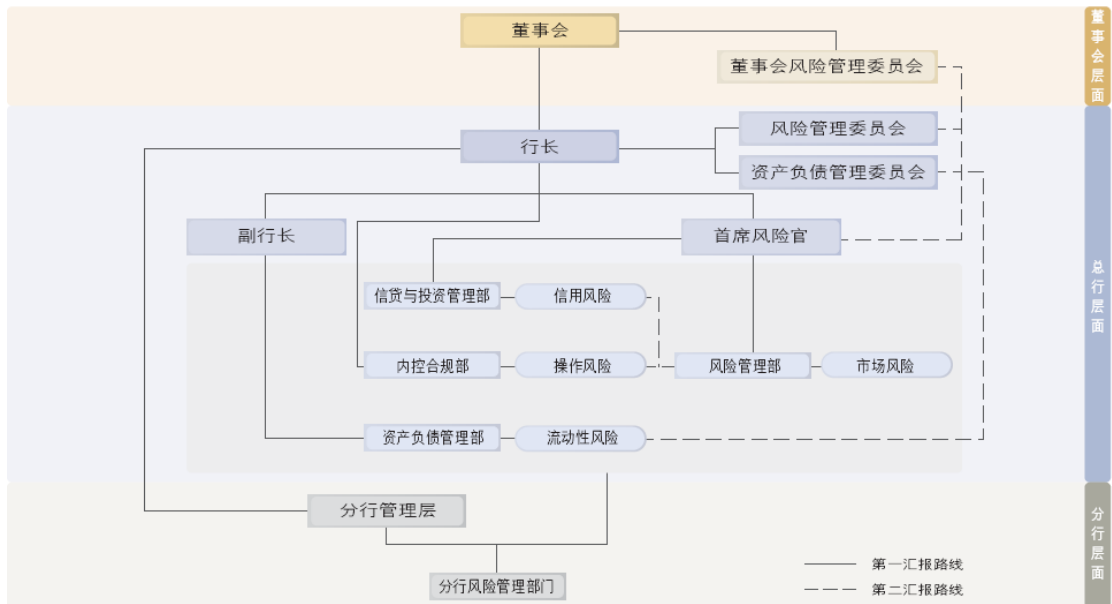 董事会
董事会风险管理委员会
董事会层面
行长
风险管理委员会
资产负债管理委员会
副行长
首席风险官
信贷与投资管理部
信用风险
内控合规部
操作风险
风险管理部
市场风险
资产负债管理部
流动性风险
总行层面
分行管理层
分行风险管理部门
分行层面
第一汇报路线
第二汇报路线